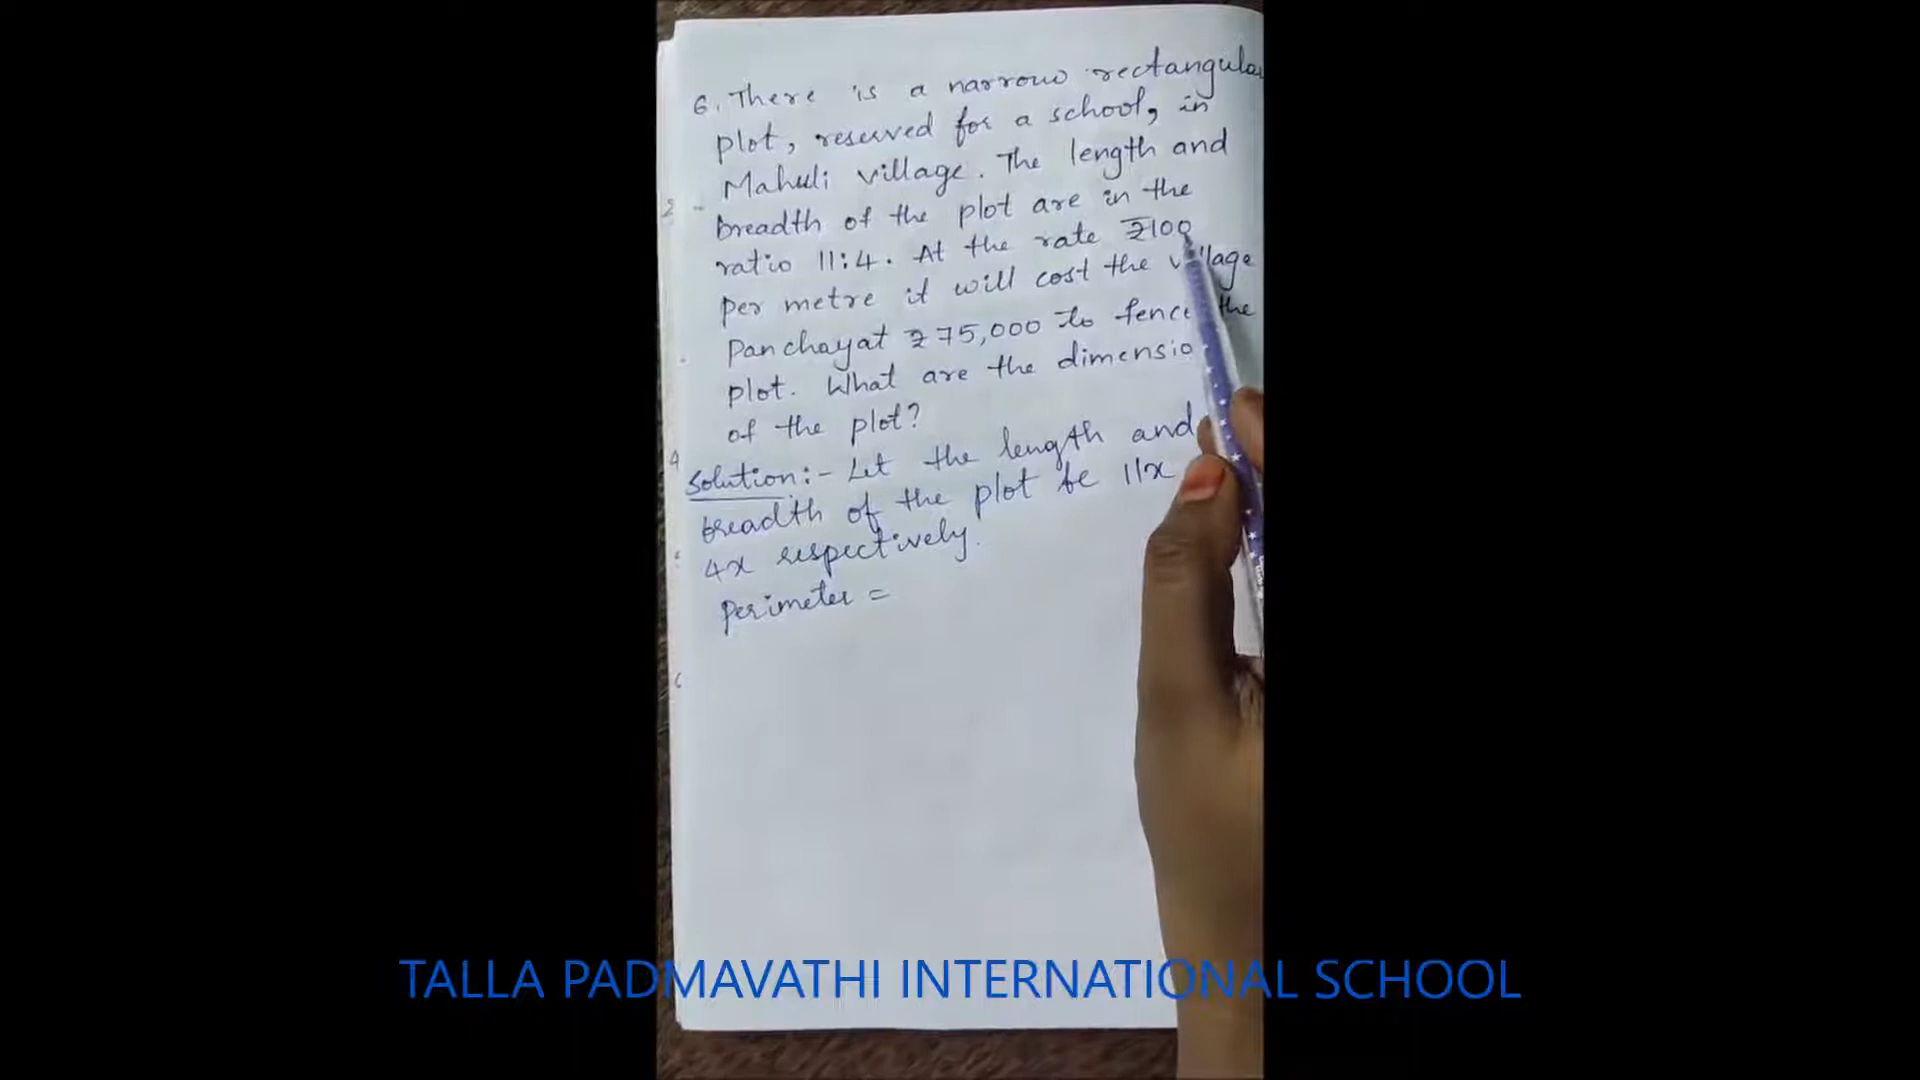 6. There is a narrow rectangular
plot, reserved for a school, in
Mahuli village. The length and
breadth of the plot are in the
ratio 11:4. At the rate ₹100
per metre it will cost the village
Panchayat ₹75,000 to fence the
plot. What are the
of the plot?
Solution:- Let the length and
breadth of the plot be 11x
4x respectively.
Perimeter =
TALLA PADMAVATHI INTERNATIONAL SCHOOL